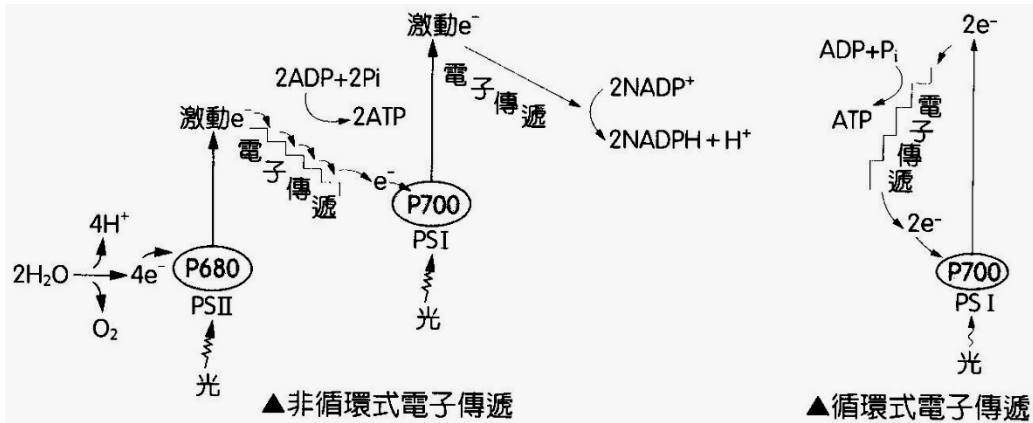 激動e⁻
電子傳遞
2ADP+2Pi
2ATP
2NADP⁺
2NADPH + H⁺
激動e⁻
電子傳遞
e⁻
P700
PSI
光
4H⁺
2H₂O
4e⁻
P680
PSII
O₂
光
▲非循環式電子傳遞
2e⁻
ADP+Pᵢ
ATP
電子傳遞
2e⁻
P700
PSI
光
▲循環式電子傳遞